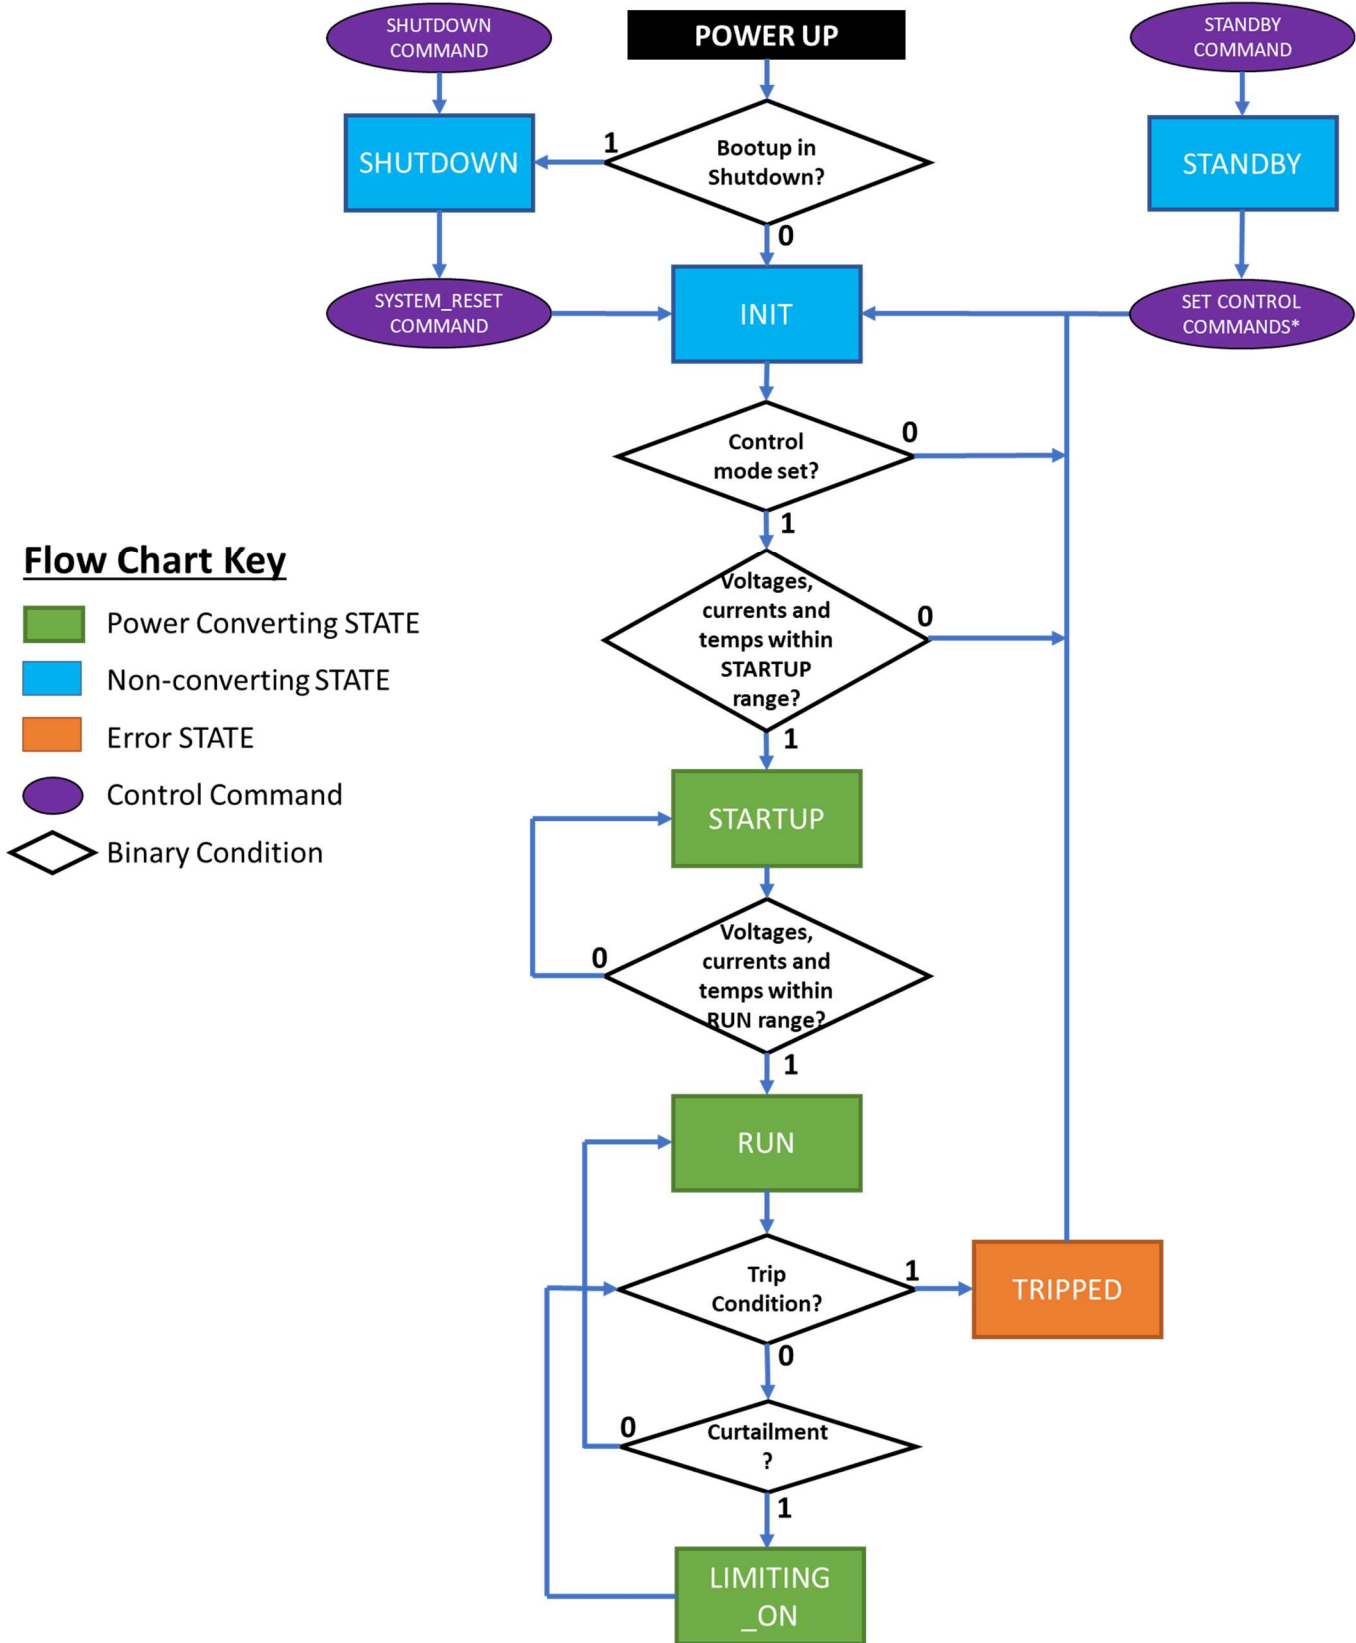 SHUTDOWN
COMMAND
POWER UP
STANDBY
COMMAND
1
Bootup in
Shutdown?
SHUTDOWN
STANDBY
0
SYSTEM_RESET
COMMAND
INIT
SET CONTROL
COMMANDS*
Control
mode set?
0
1
Flow Chart Key
Power Converting STATE
Non-converting STATE
Error STATE
Control Command
Binary Condition
Voltages,
currents and
temps within
STARTUP
range?
0
1
STARTUP
Voltages,
currents and
temps within
RUN range?
0
1
RUN
Trip
Condition?
1
TRIPPED
0
Curtailment
?
0
1
LIMITING
_ON